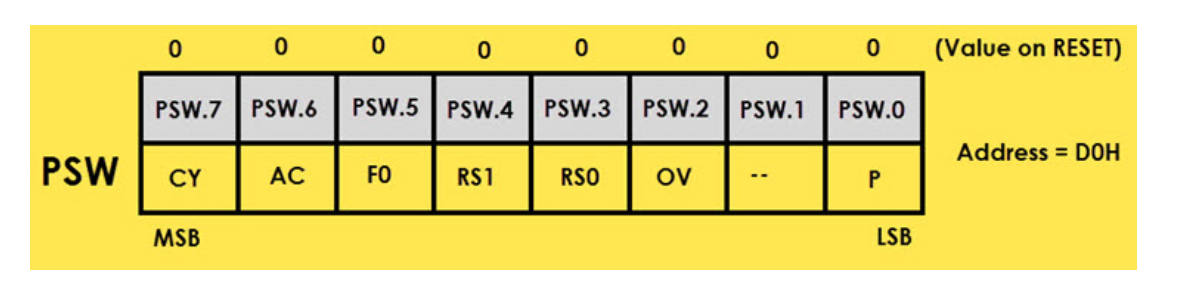 0 0 0 0 0 0 0 0 (Value on RESET)
PSW.7 PSW.6 PSW.5 PSW.4 PSW.3 PSW.2 PSW.1 PSW.0
Address = D0H
PSW CY AC F0 RS1 RS0 OV -- P
MSB LSB